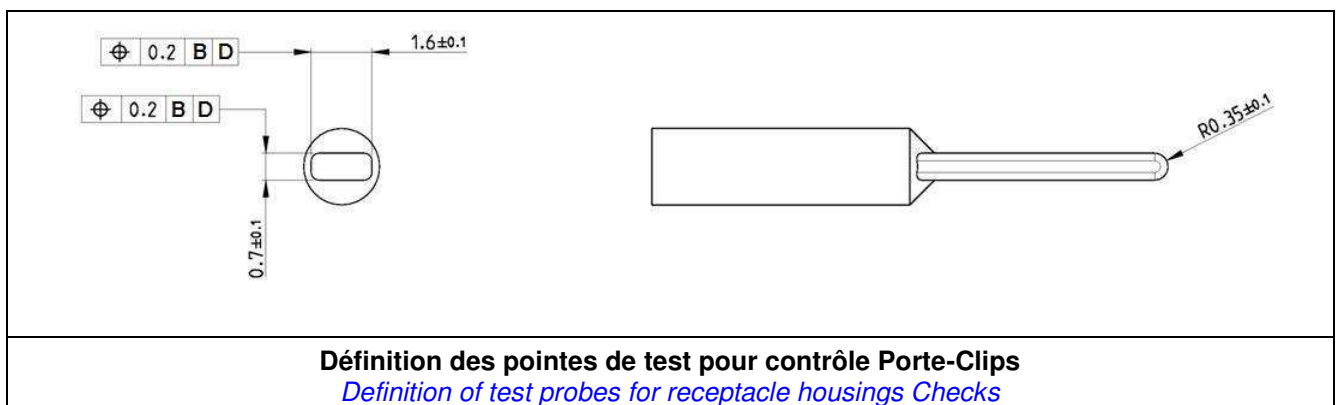 ⌖ 0.2 B D
1.6±0.1
⌖ 0.2 B D
0.7±0.1
R0.35±0.1
Définition des pointes de test pour contrôle Porte-Clips
Definition of test probes for receptacle housings Checks